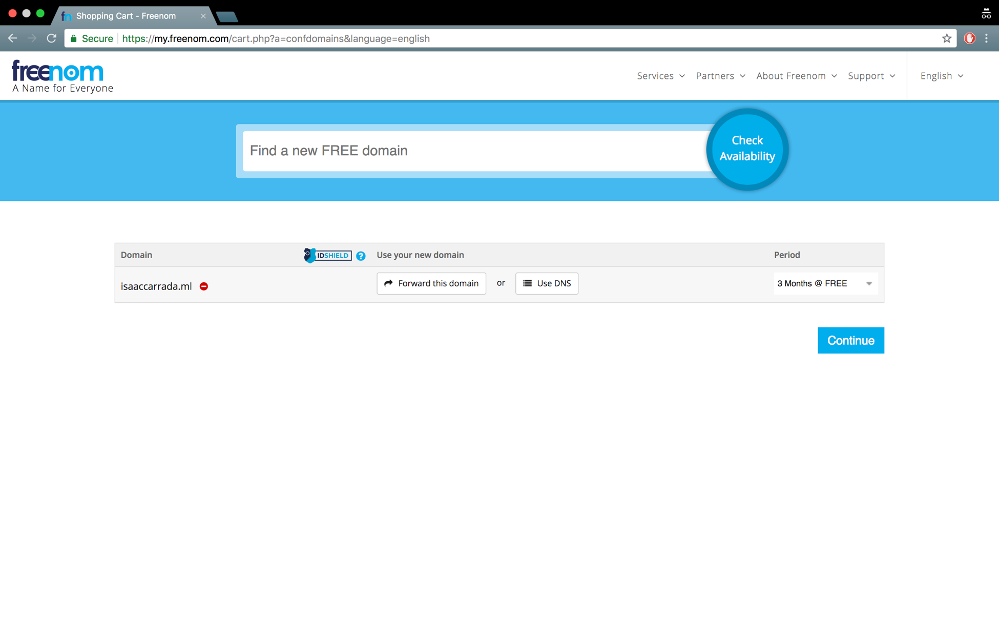 fn Shopping Cart - Freenom
Secure https://my.freenom.com/cart.php?a=confdomains&language=english
freenom
A Name for Everyone
Services Partners About Freenom Support English
Find a new FREE domain
Check
Availability
Domain IDSHIELD ? Use your new domain Period
isaaccarrada.ml Forward this domain or Use DNS 3 Months @ FREE
Continue